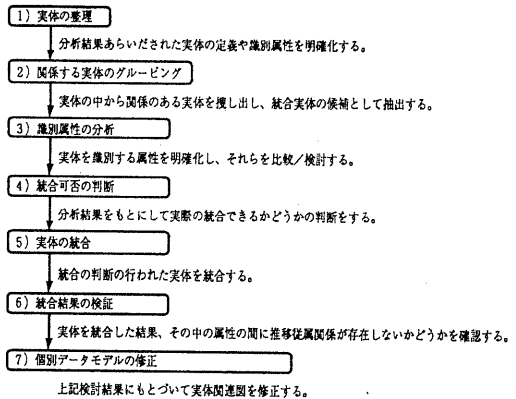 1) 実体の整理
分析結果あらいだされた実体の定義や識別属性を明確化する。
2) 関係する実体のグルーピング
実体の中から関係のある実体を捜し出し、統合実体の候補として抽出する。
3) 識別属性の分析
実体を識別する属性を明確化し、それらを比較/検討する。
4) 統合可否の判断
分析結果をもとにして実際の統合できるかどうかの判断をする。
5) 実体の統合
統合の判断の行われた実体を統合する。
6) 統合結果の検証
実体を統合した結果、その中の属性の間に推移従属関係が存在しないかどうかを確認する。
7) 個別データモデルの修正
上記検討結果にもとづいて実体関連図を修正する。